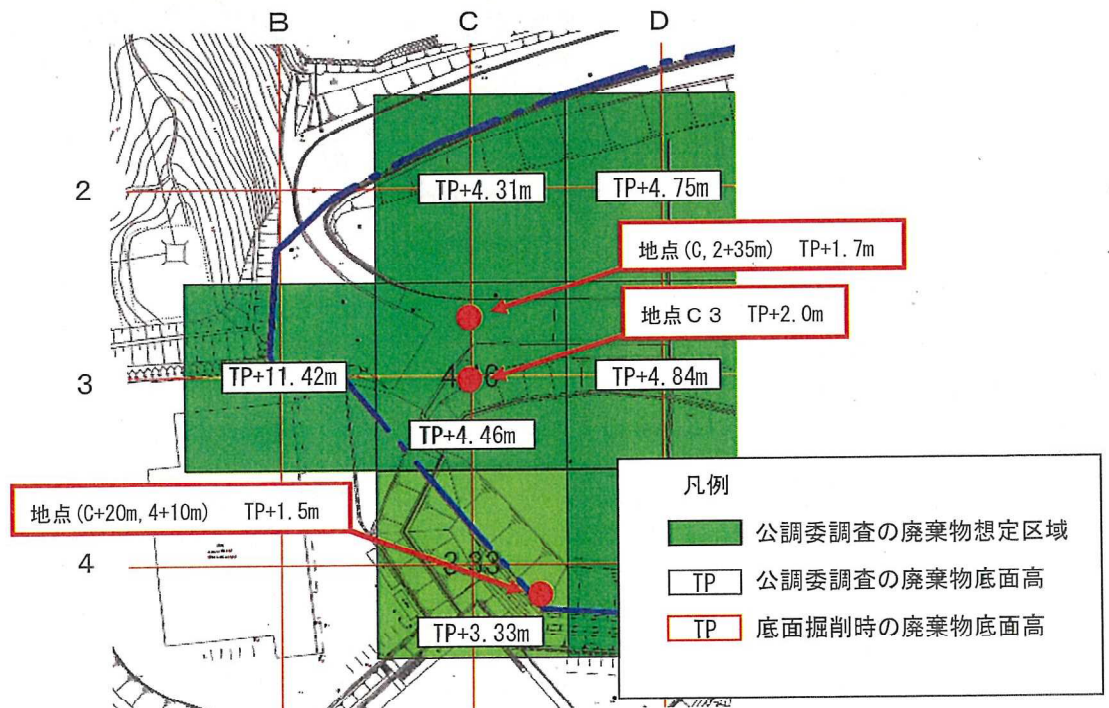 B C D
2
TP+4.31m TP+4.75m
地点(C, 2+35m) TP+1.7m
地点C3 TP+2.0m
3
TP+11.42m TP+4.84m
TP+4.46m
地点(C+20m, 4+10m) TP+1.5m
4
3.33
TP+3.33m
凡例
公調委調査の廃棄物想定区域
TP 公調委調査の廃棄物底面高
TP 底面掘削時の廃棄物底面高